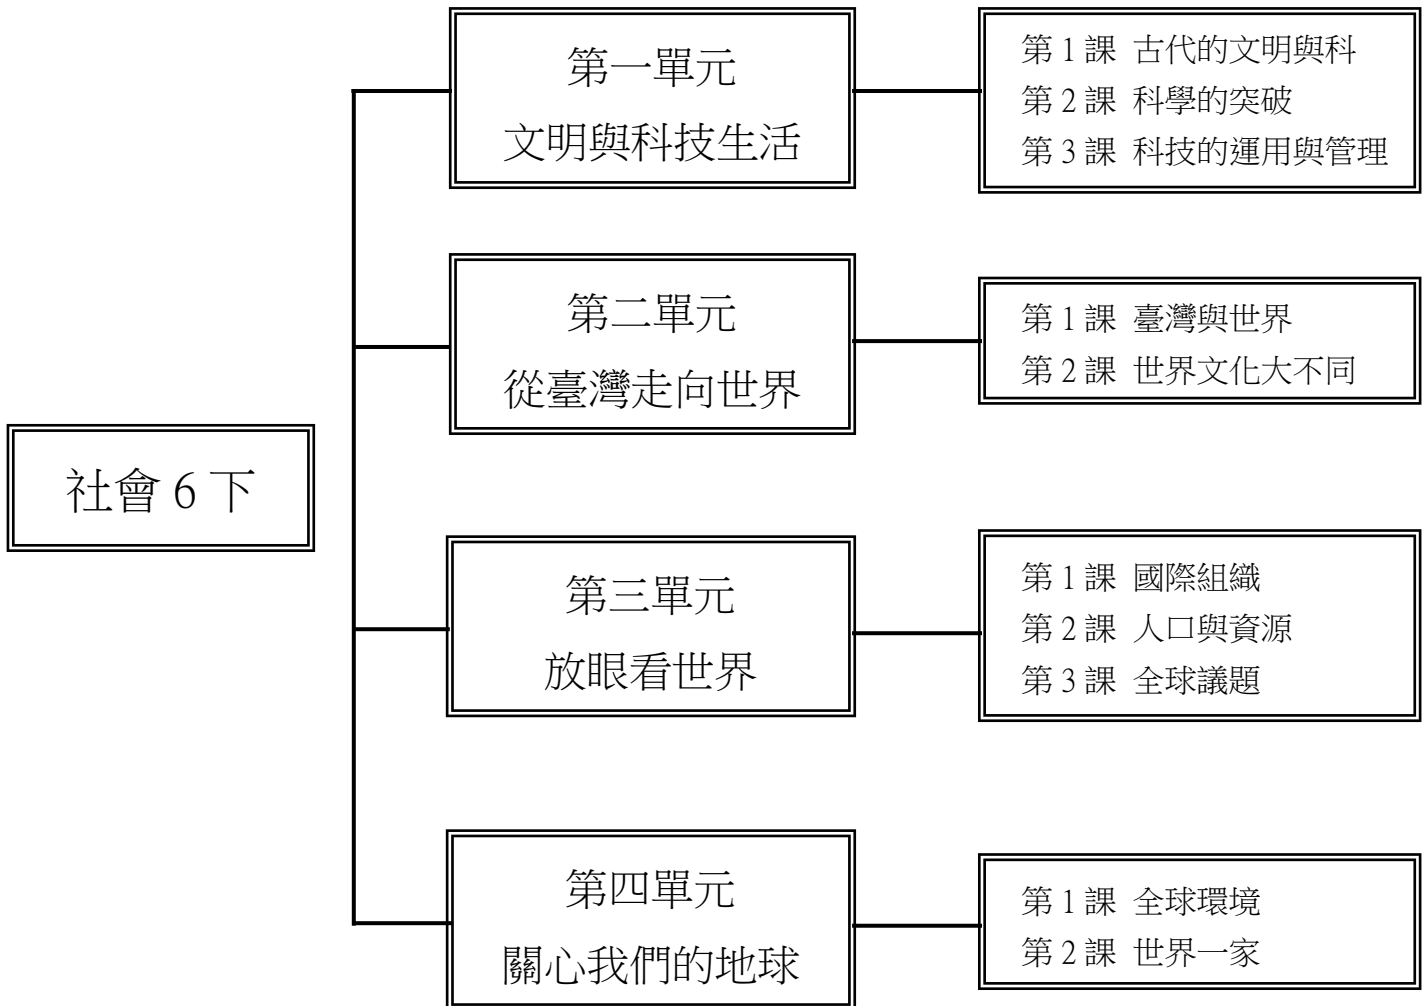 社會 6 下
第一單元
文明與科技生活
第 1 課 古代的文明與科
第 2 課 科學的突破
第 3 課 科技的運用與管理
第二單元
從臺灣走向世界
第 1 課 臺灣與世界
第 2 課 世界文化大不同
第三單元
放眼看世界
第 1 課 國際組織
第 2 課 人口與資源
第 3 課 全球議題
第四單元
關心我們的地球
第 1 課 全球環境
第 2 課 世界一家